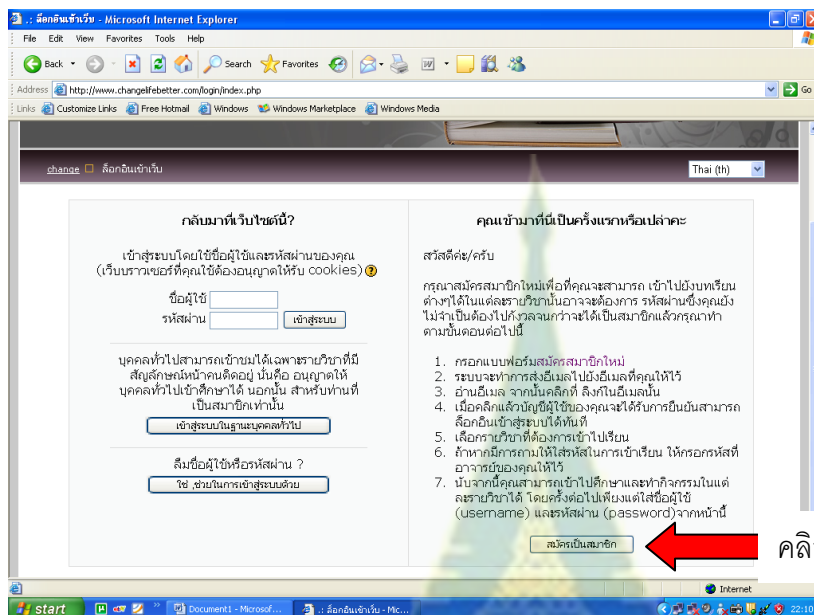 .: ล็อกอินเข้าเว็บ - Microsoft Internet Explorer
File Edit View Favorites Tools Help
Back Search Favorites
Address http://www.changelifebetter.com/login/index.php Go
Links Customize Links Free Hotmail Windows Windows Marketplace Windows Media
change ล็อกอินเข้าเว็บ Thai (th)
กลับมาที่เว็บไซต์นี้?
เข้าสู่ระบบโดยใช้ชื่อผู้ใช้และรหัสผ่านของคุณ
(เว็บบราวเซอร์ที่คุณใช้ต้องอนุญาตให้รับ cookies)
ชื่อผู้ใช้
รหัสผ่าน เข้าสู่ระบบ
บุคคลทั่วไปสามารถเข้าชมได้เฉพาะรายวิชาที่มี
สัญลักษณ์หน้าคนติดอยู่ นั่นคือ อนุญาตให้
บุคคลทั่วไปเข้าศึกษาได้ นอกนั้น สำหรับท่านที่
เป็นสมาชิกเท่านั้น
เข้าสู่ระบบในฐานะบุคคลทั่วไป
ลืมชื่อผู้ใช้หรือรหัสผ่าน ?
ใช่ ,ช่วยในการเข้าสู่ระบบด้วย
คุณเข้ามาที่นี่เป็นครั้งแรกหรือเปล่าคะ
สวัสดีค่ะ/ครับ
กรุณาสมัครสมาชิกใหม่เพื่อที่คุณจะสามารถ เข้าไปยังบทเรียน
ต่างๆได้ในแต่ละรายวิชานั้นอาจจะต้องการ รหัสผ่านซึ่งคุณยัง
ไม่จำเป็นต้องไปกังวลจนกว่าจะได้เป็นสมาชิกแล้วกรุณาทำ
ตามขั้นตอนต่อไปนี้
1. กรอกแบบฟอร์มสมัครสมาชิกใหม่
2. ระบบจะทำการส่งอีเมลไปยังอีเมลที่คุณให้ไว้
3. อ่านอีเมล จากนั้นคลิกที่ ลิงก์ในอีเมลนั้น
4. เมื่อคลิกแล้วบัญชีผู้ใช้ของคุณจะได้รับการยืนยันสามารถ
ล็อกอินเข้าสู่ระบบได้ทันที
5. เลือกรายวิชาที่ต้องการเข้าไปเรียน
6. ถ้าหากมีการถามให้ใส่รหัสในการเข้าเรียน ให้กรอกรหัสที่
อาจารย์ของคุณให้ไว้
7. นับจากนี้คุณสามารถเข้าไปศึกษาและทำกิจกรรมในแต่
ละรายวิชาได้ โดยครั้งต่อไปเพียงแต่ใส่ชื่อผู้ใช้
(username) และรหัสผ่าน (password)จากหน้านี้
สมัครเป็นสมาชิก
Internet
start Document1 - Microsof... .: ล็อกอินเข้าเว็บ - Mic... 22:10